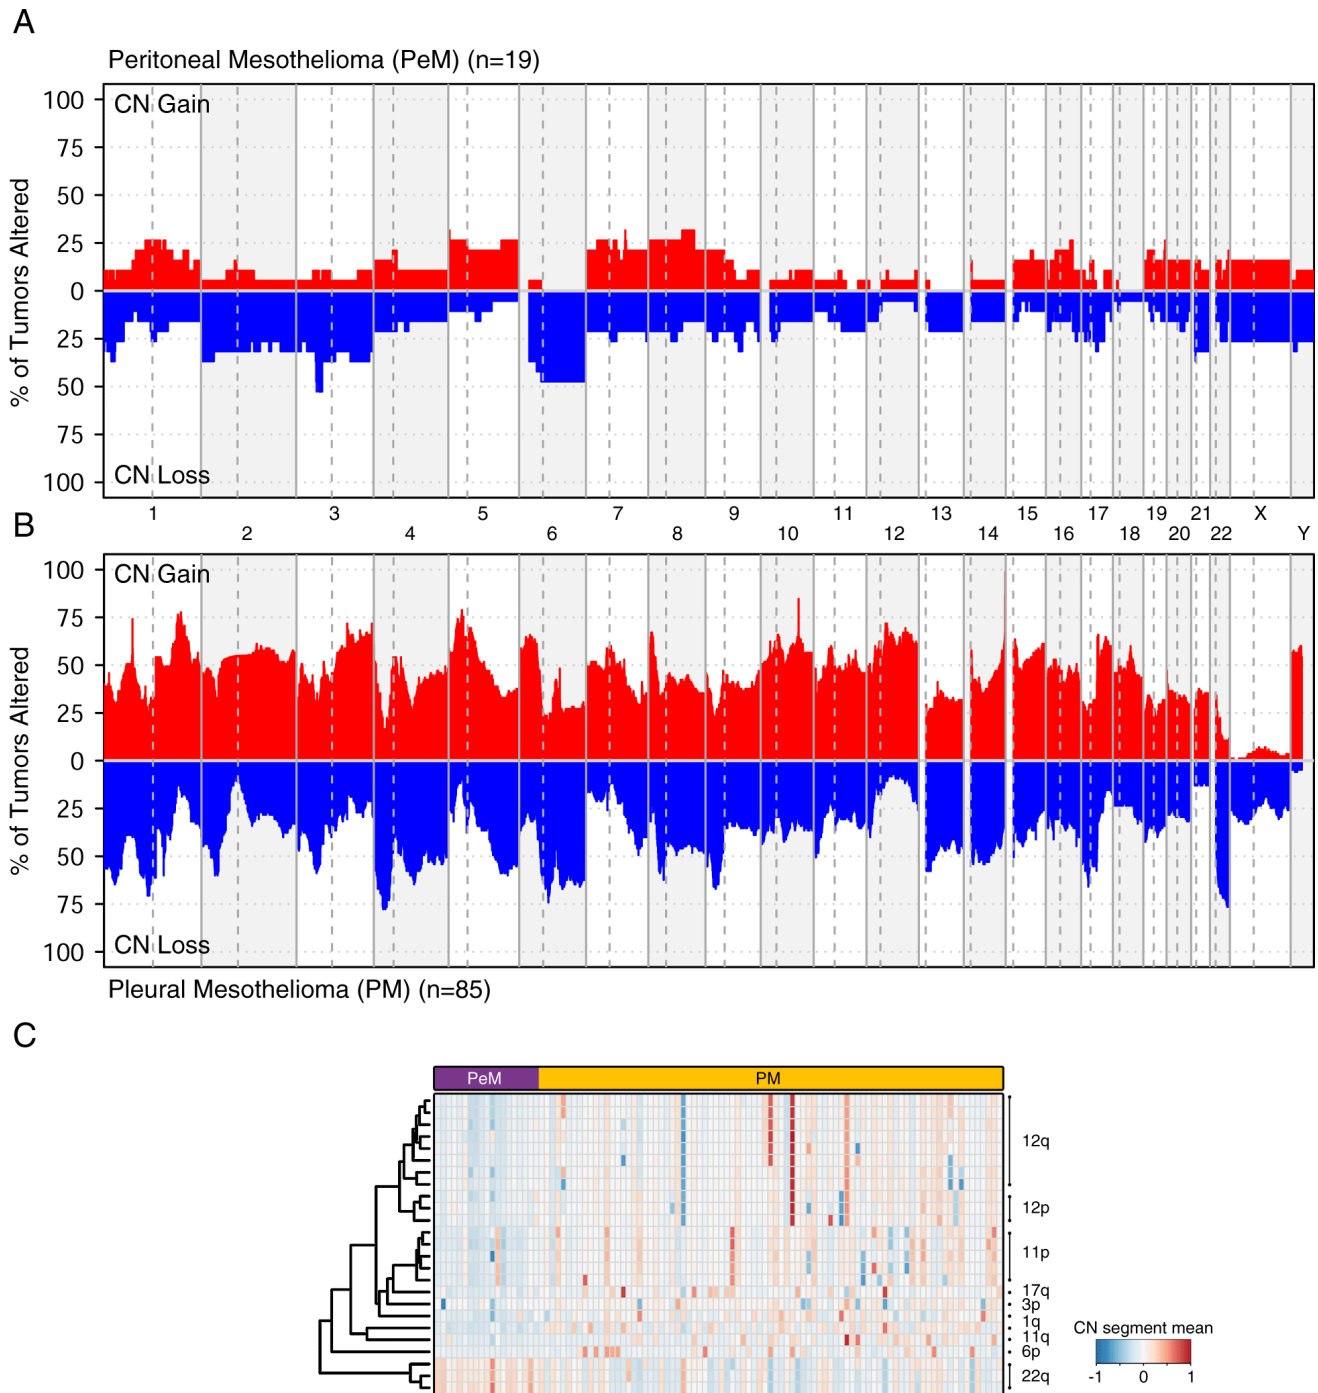 A
Peritoneal Mesothelioma (PeM) (n=19)
CN Gain
100
75
50
25
0
25
50
75
100
% of Tumors Altered
CN Loss
1 3 5 7 9 11 13 15 17 19 21 X
2 4 6 8 10 12 14 16 18 20 22 Y
B
CN Gain
100
75
50
25
0
25
50
75
100
% of Tumors Altered
CN Loss
Pleural Mesothelioma (PM) (n=85)
C
PeM PM
12q
12p
11p
17q
3p
1q
11q
6p
22q
CN segment mean
-1 0 1